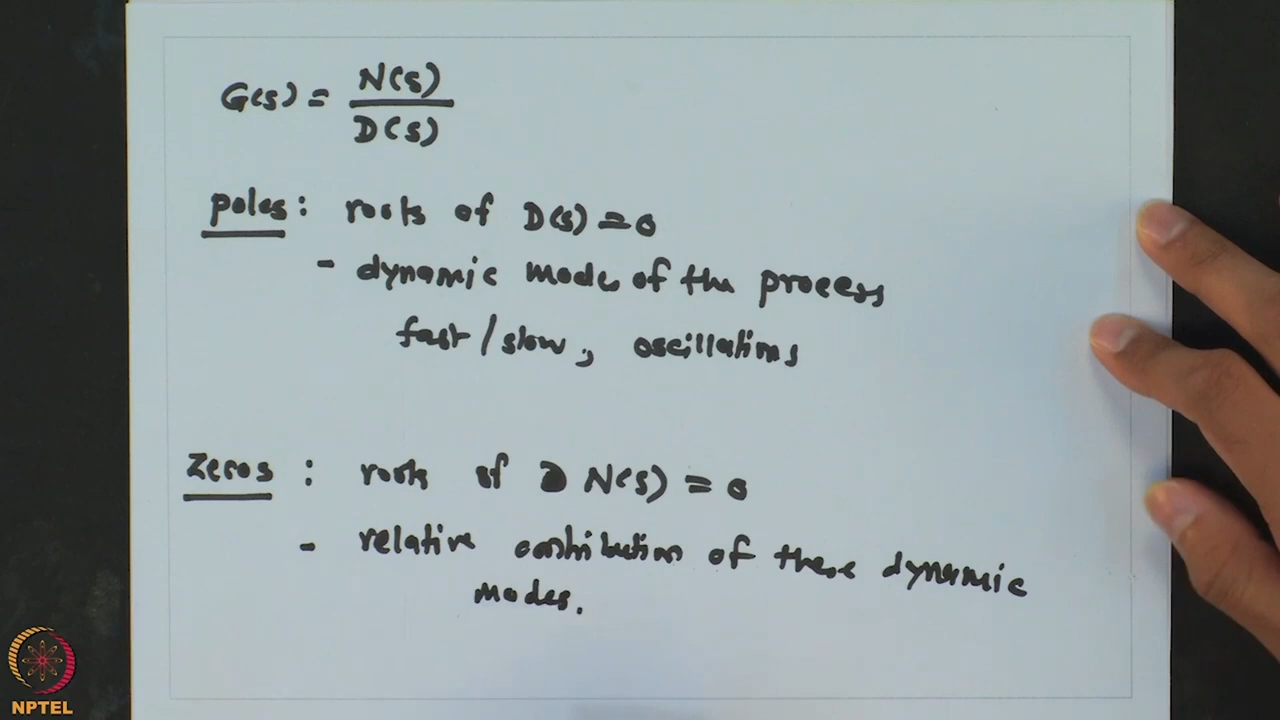 G(s) = N(s)
D(s)
poles : roots of D(s) = 0
- dynamic modes of the process
fast / slow, oscillations
Zeros : roots of N(s) = 0
- relative contribution of these dynamic
modes.
NPTEL